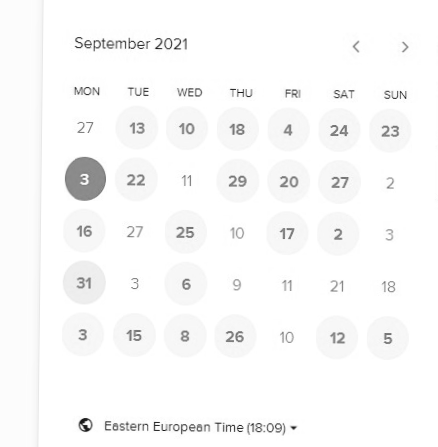 September 2021 < >
MON TUE WED THU FRI SAT SUN
27 13 10 18 4 24 23
3 22 11 29 20 27 2
16 27 25 10 17 2 3
31 3 6 9 11 21 18
3 15 8 26 10 12 5
Eastern European Time (18:09)